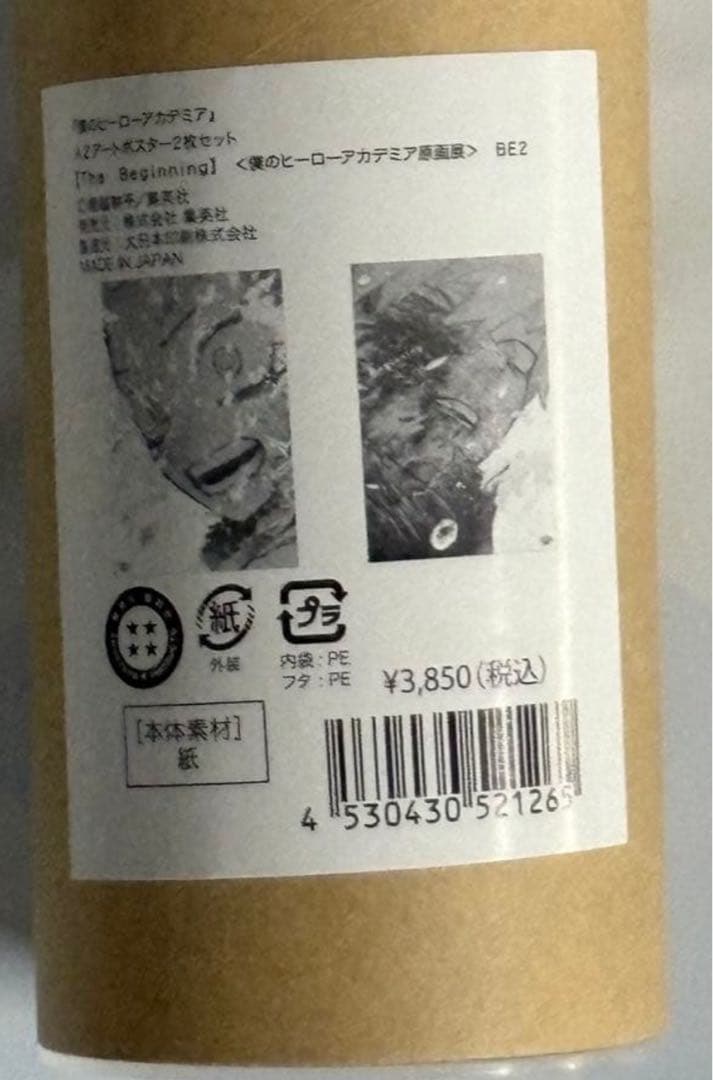 『僕のヒーローアカデミア』
A2アートポスター2枚セット
【The Beginning】 <僕のヒーローアカデミア原画展> BE2
©堀越耕平/集英社
発売元:株式会社 集英社
製造元:大日本印刷株式会社
MADE IN JAPAN
紙
外装
プラ
内袋:PE
フタ:PE
¥3,850(税込)
[本体素材]
紙
4 530430 521265